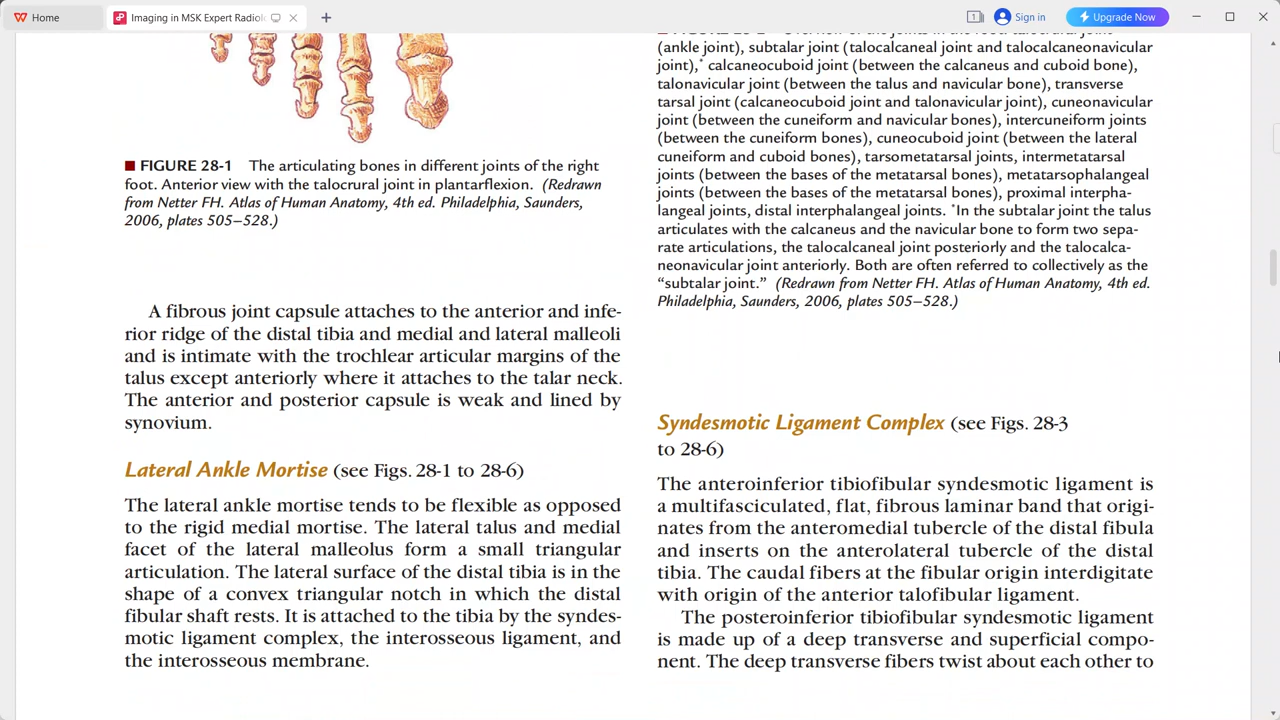 Home
Imaging in MSK Expert Radiol
1
Sign in
Upgrade Now
FIGURE 28-1 The articulating bones in different joints of the right
foot. Anterior view with the talocrural joint in plantarflexion. (Redrawn
from Netter FH. Atlas of Human Anatomy, 4th ed. Philadelphia, Saunders,
2006, plates 505–528.)
A fibrous joint capsule attaches to the anterior and infe-
rior ridge of the distal tibia and medial and lateral malleoli
and is intimate with the trochlear articular margins of the
talus except anteriorly where it attaches to the talar neck.
The anterior and posterior capsule is weak and lined by
synovium.
Lateral Ankle Mortise (see Figs. 28-1 to 28-6)
The lateral ankle mortise tends to be flexible as opposed
to the rigid medial mortise. The lateral talus and medial
facet of the lateral malleolus form a small triangular
articulation. The lateral surface of the distal tibia is in the
shape of a convex triangular notch in which the distal
fibular shaft rests. It is attached to the tibia by the syndes-
motic ligament complex, the interosseous ligament, and
the interosseous membrane.
(ankle joint), subtalar joint (talocalcaneal joint and talocalcaneonavicular
joint),* calcaneocuboid joint (between the calcaneus and cuboid bone),
talonavicular joint (between the talus and navicular bone), transverse
tarsal joint (calcaneocuboid joint and talonavicular joint), cuneonavicular
joint (between the cuneiform and navicular bones), intercuneiform joints
(between the cuneiform bones), cuneocuboid joint (between the lateral
cuneiform and cuboid bones), tarsometatarsal joints, intermetatarsal
joints (between the bases of the metatarsal bones), metatarsophalangeal
joints (between the bases of the metatarsal bones), proximal interpha-
langeal joints, distal interphalangeal joints. *In the subtalar joint the talus
articulates with the calcaneus and the navicular bone to form two sepa-
rate articulations, the talocalcaneal joint posteriorly and the talocalca-
neonavicular joint anteriorly. Both are often referred to collectively as the
“subtalar joint.” (Redrawn from Netter FH. Atlas of Human Anatomy, 4th ed.
Philadelphia, Saunders, 2006, plates 505–528.)
Syndesmotic Ligament Complex (see Figs. 28-3
to 28-6)
The anteroinferior tibiofibular syndesmotic ligament is
a multifasciculated, flat, fibrous laminar band that origi-
nates from the anteromedial tubercle of the distal fibula
and inserts on the anterolateral tubercle of the distal
tibia. The caudal fibers at the fibular origin interdigitate
with origin of the anterior talofibular ligament.
The posteroinferior tibiofibular syndesmotic ligament
is made up of a deep transverse and superficial compo-
nent. The deep transverse fibers twist about each other to